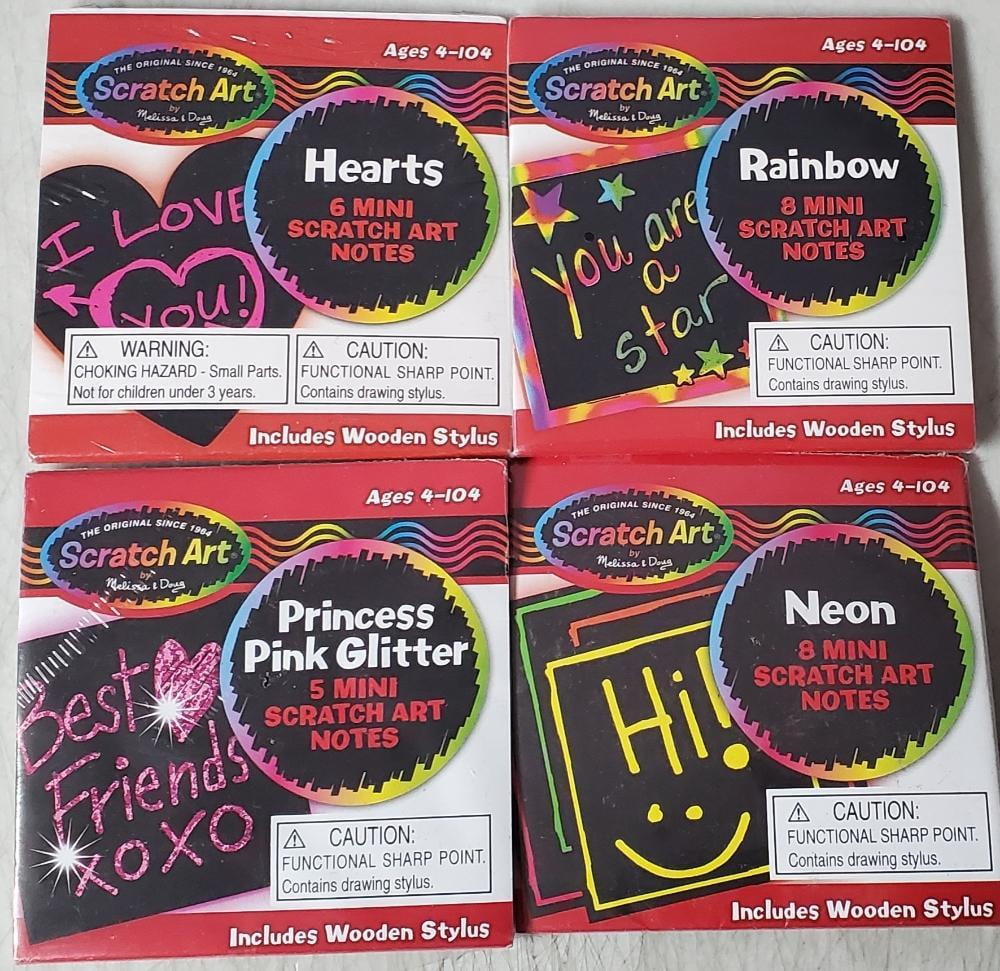 Ages 4–104
THE ORIGINAL SINCE 1964
Scratch Art®
by
Melissa & Doug
Hearts
6 MINI
SCRATCH ART
NOTES
I LOVE
YOU!
WARNING:
CHOKING HAZARD - Small Parts.
Not for children under 3 years.
CAUTION:
FUNCTIONAL SHARP POINT.
Contains drawing stylus.
Includes Wooden Stylus
Ages 4–104
THE ORIGINAL SINCE 1964
Scratch Art®
by
Melissa & Doug
Rainbow
8 MINI
SCRATCH ART
NOTES
You are
a
star
CAUTION:
FUNCTIONAL SHARP POINT.
Contains drawing stylus.
Includes Wooden Stylus
Ages 4–104
THE ORIGINAL SINCE 1964
Scratch Art®
by
Melissa & Doug
Princess
Pink Glitter
5 MINI
SCRATCH ART
NOTES
Best
Friends
xoxo
CAUTION:
FUNCTIONAL SHARP POINT.
Contains drawing stylus.
Includes Wooden Stylus
Ages 4–104
THE ORIGINAL SINCE 1964
Scratch Art®
by
Melissa & Doug
Neon
8 MINI
SCRATCH ART
NOTES
Hi!
CAUTION:
FUNCTIONAL SHARP POINT.
Contains drawing stylus.
Includes Wooden Stylus